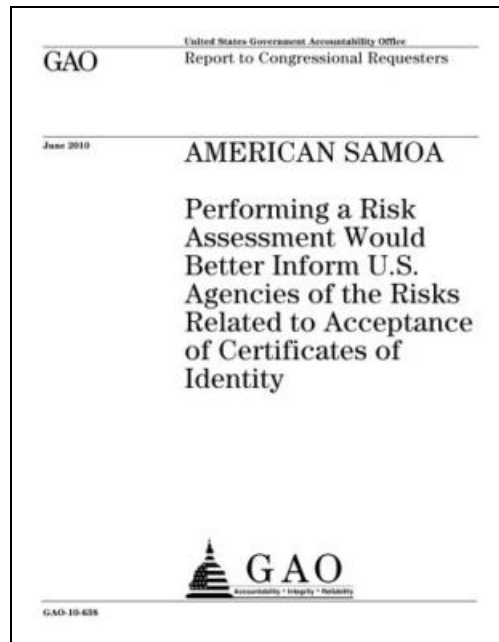 United States Government Accountability Office
GAO
Report to Congressional Requesters
June 2010
AMERICAN SAMOA
Performing a Risk
Assessment Would
Better Inform U.S.
Agencies of the Risks
Related to Acceptance
of Certificates of
Identity
GAO
Accountability * Integrity * Reliability
GAO-10-638